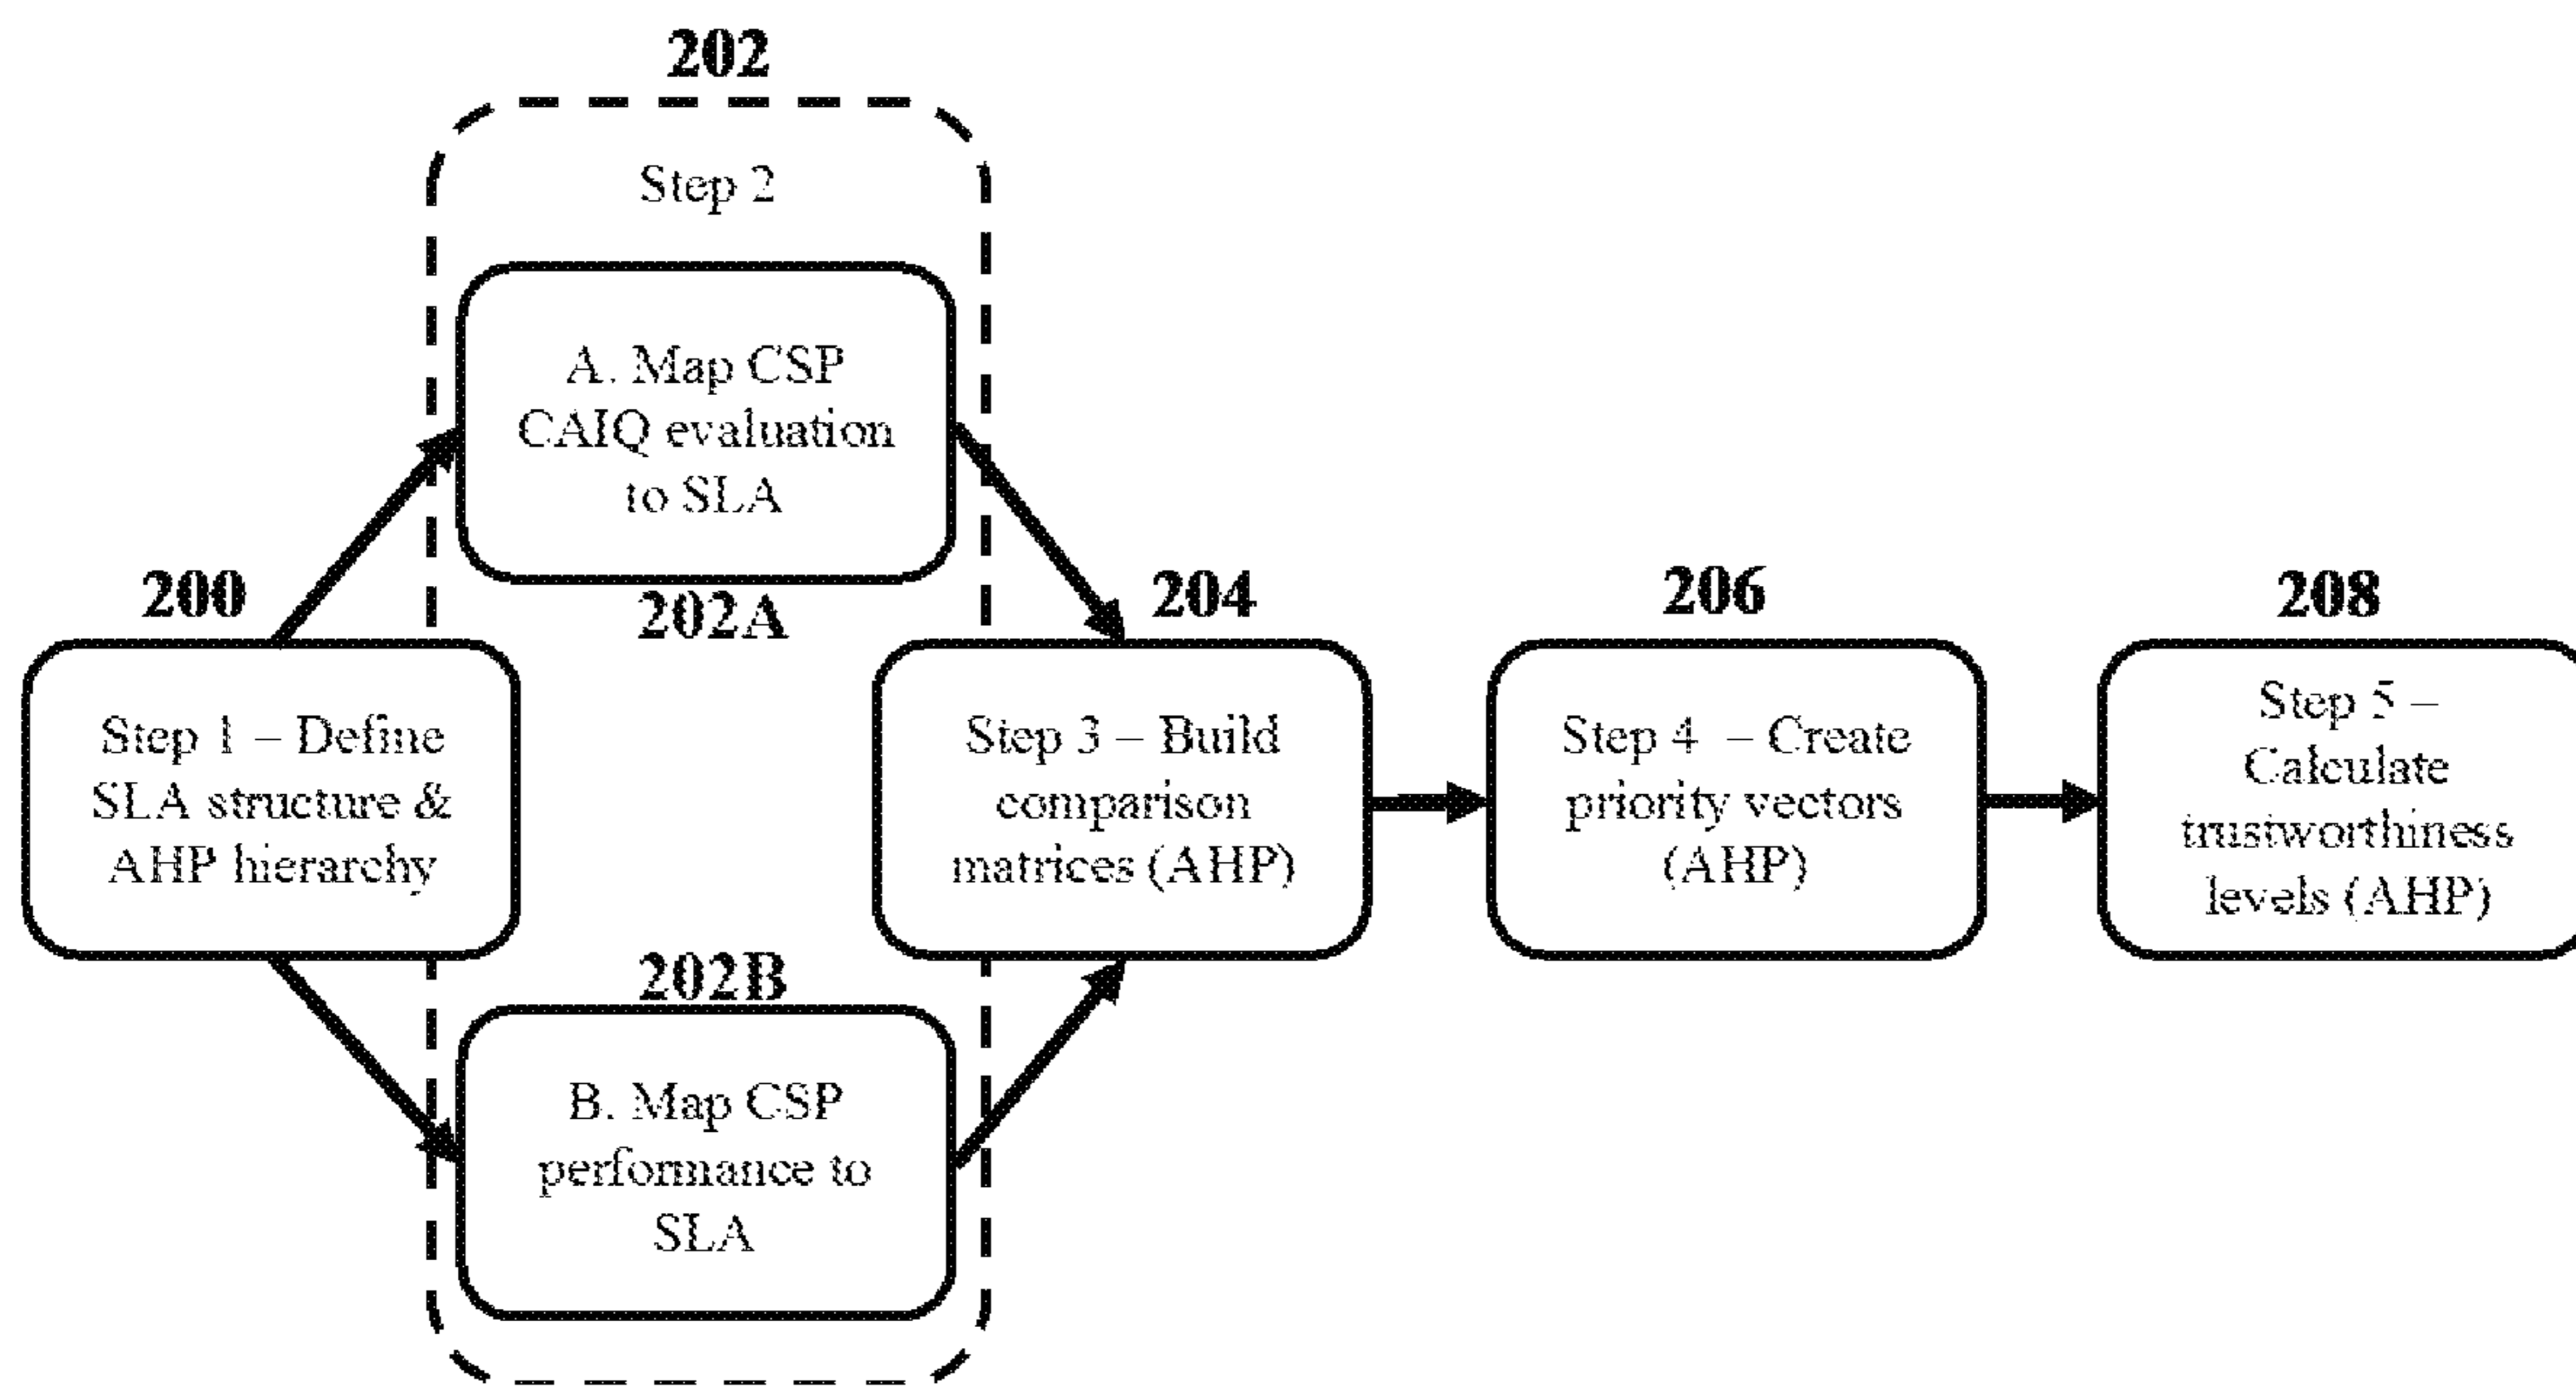 202
Step 2
A. Map CSP
CAIQ evaluation
to SLA
202A
200
Step 1 – Define
SLA structure &
AHP hierarchy
202B
B. Map CSP
performance to
SLA
204
Step 3 – Build
comparison
matrices (AHP)
206
Step 4 – Create
priority vectors
(AHP)
208
Step 5 –
Calculate
trustworthiness
levels (AHP)